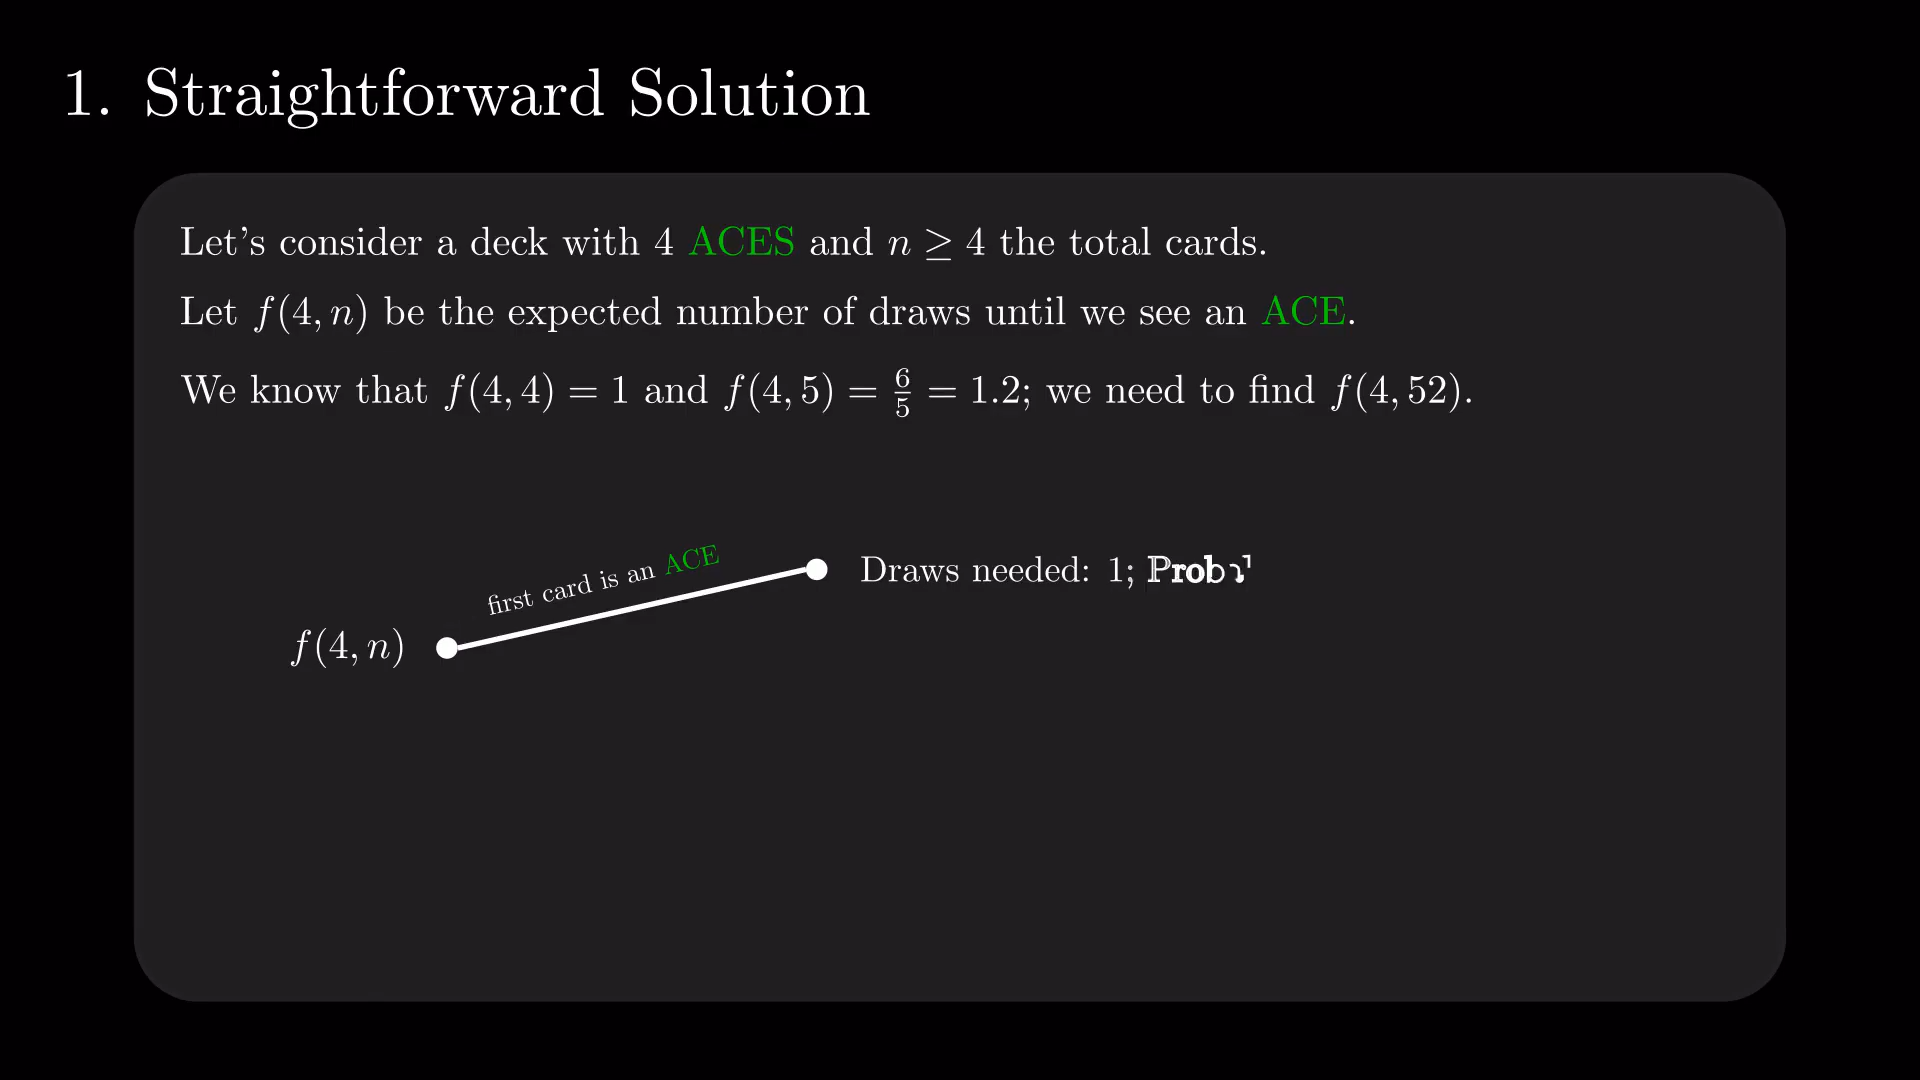 1. Straightforward Solution
Let's consider a deck with 4 ACES and n ≥ 4 the total cards.
Let f(4, n) be the expected number of draws until we see an ACE.
We know that f(4, 4) = 1 and f(4, 5) = 6/5 = 1.2; we need to find f(4, 52).
first card is an ACE
Draws needed: 1;
f(4, n)